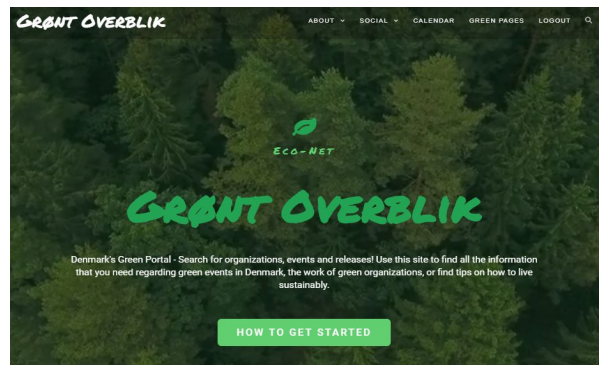 GRØNT OVERBLIK
ABOUT
SOCIAL
CALENDAR
GREEN PAGES
LOGOUT
ECO-NET
GRØNT OVERBLIK
Denmark's Green Portal - Search for organizations, events and releases! Use this site to find all the information
that you need regarding green events in Denmark, the work of green organizations, or find tips on how to live
sustainably.
HOW TO GET STARTED